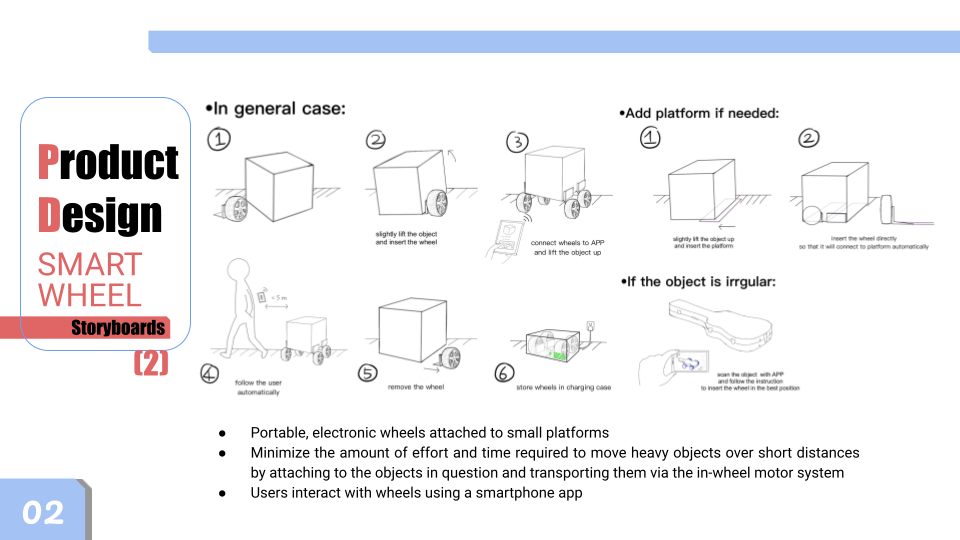 Product
Design
SMART
WHEEL
Storyboards
(2)
•In general case:
1
2
slightly lift the object
and insert the wheel
3
connect wheels to APP
and lift the object up
< 5 m
4
follow the user
automatically
5
remove the wheel
6
store wheels in charging case
•Add platform if needed:
1
slightly lift the object up
and insert the platform
2
insert the wheel directly
so that it will connect to platform automatically
•If the object is irrgular:
scan the object with APP
and follow the instruction
to insert the wheel in the best position
● Portable, electronic wheels attached to small platforms
● Minimize the amount of effort and time required to move heavy objects over short distances
by attaching to the objects in question and transporting them via the in-wheel motor system
● Users interact with wheels using a smartphone app
02